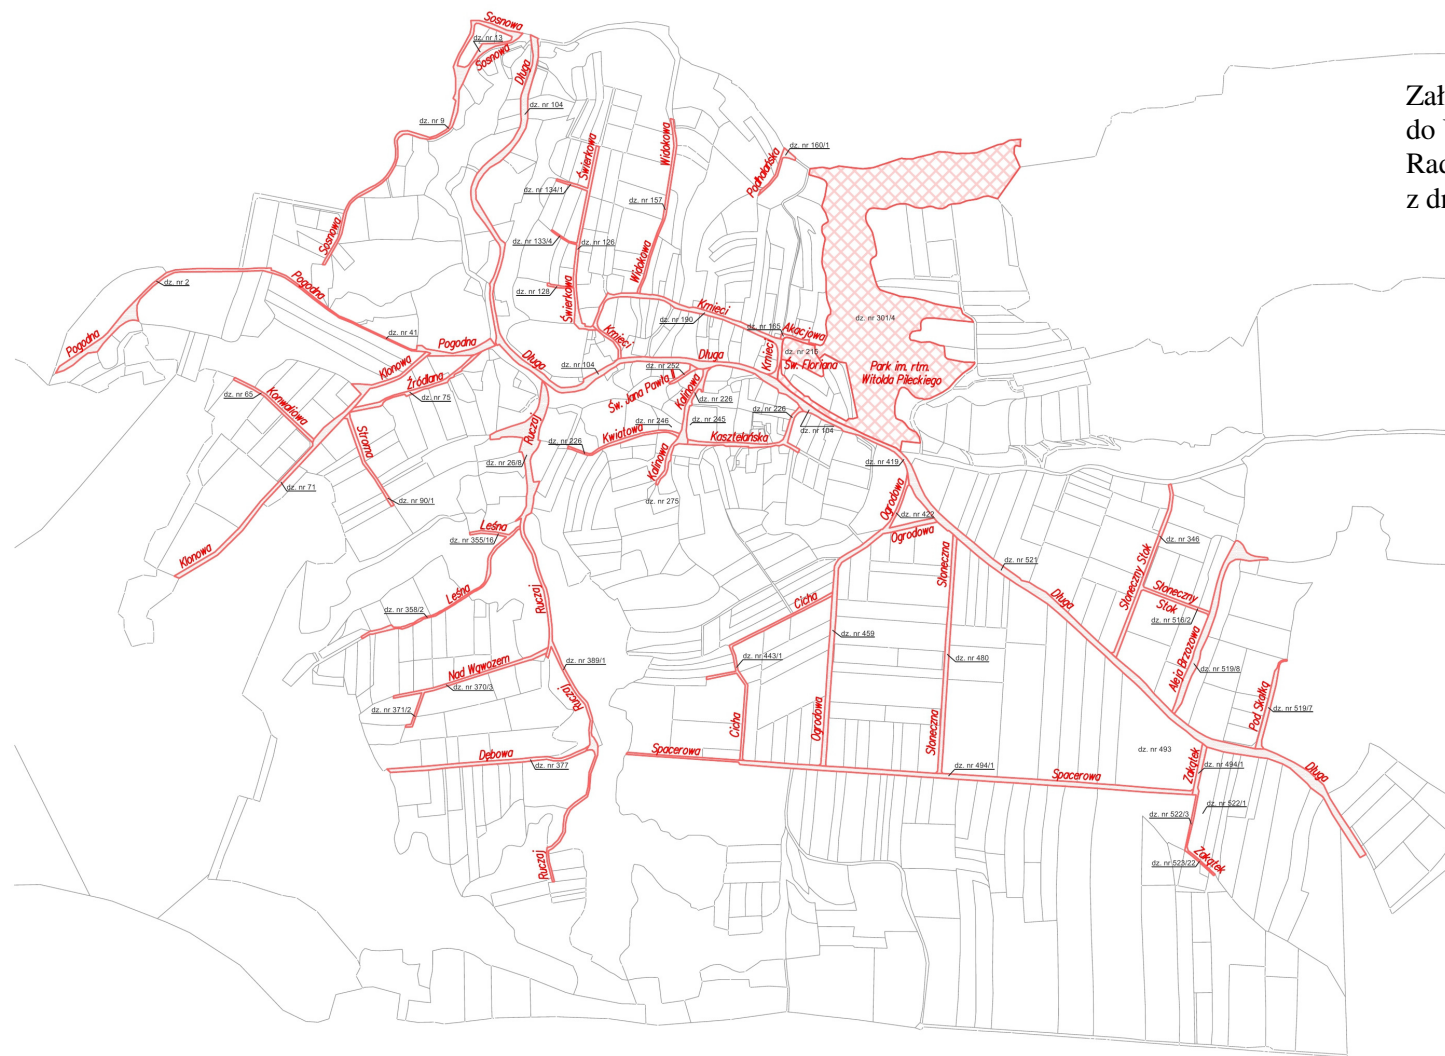 Sosnowa
dz. nr 13
Sosnowa
Długa
Zał
do
Rad
z dr
dz. nr 104
dz. nr 9
Świerkowa
Widokowa
Podhalańska
dz. nr 160/1
dz. nr 134/1
dz. nr 157
Sosnowa
dz. nr 133/4
dz. nr 126
Widokowa
dz. nr 2
Pogodna
dz. nr 128
Świerkowa
Kmieci
dz. nr 190
dz. nr 301/4
dz. nr 165
Akacjowa
Pogodna
dz. nr 41
Pogodna
Kmieci
Kmieci
dz. nr 215
Długa
Długa
Klonowa
dz. nr 104
dz. nr 252
Św. Floriana
Park im. rtm.
Witolda Pileckiego
Źródlana
Św. Jana Pawła II
Kalinowa
dz. nr 65
Konwaliowa
dz. nr 75
dz. nr 226
dz. nr 226
dz. nr 104
Strama
Ruczaj
dz. nr 246
dz. nr 245
Kwiatowa
Kasztelańska
dz. nr 226
dz. nr 26/8
Kalinowa
dz. nr 419
dz. nr 71
dz. nr 90/1
dz. nr 275
Ogrodowa
dz. nr 422
Leśna
Ogrodowa
dz. nr 355/16
dz. nr 346
Klonowa
Słoneczna
dz. nr 521
Słoneczny Stok
Leśna
Ruczaj
Cicha
Długa
Słoneczny
Stok
dz. nr 358/2
dz. nr 516/2
dz. nr 459
Nad Wąwozem
dz. nr 389/1
dz. nr 443/1
dz. nr 480
Aleja Brzozowa
dz. nr 519/8
dz. nr 370/3
Ruczaj
dz. nr 371/2
Pod Skałką
dz. nr 519/7
Cicha
Ogrodowa
Słoneczna
Dębowa
Spacerowa
dz. nr 493
dz. nr 377
dz. nr 494/1
Spacerowa
Zakątek
dz. nr 494/1
Długa
dz. nr 522/1
dz. nr 522/3
Ruczaj
Zakątek
dz. nr 523/22